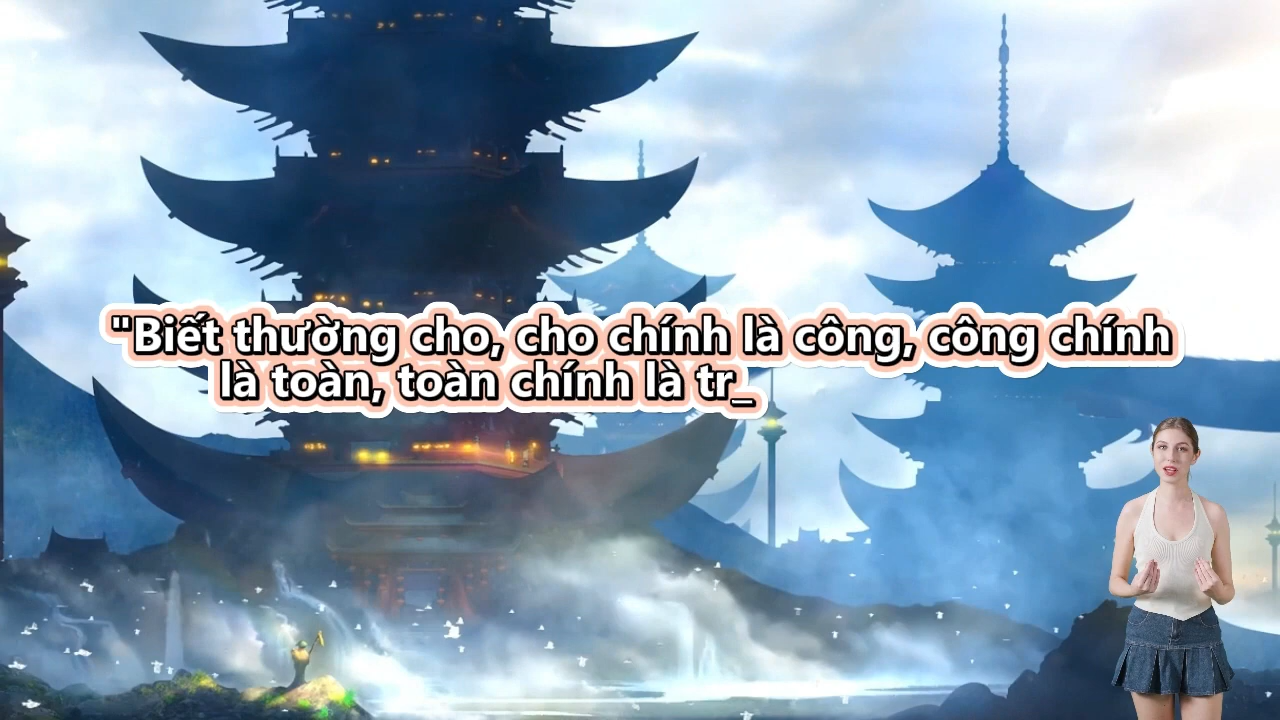 "Biết thường cho, cho chính là công, công chính
là toàn, toàn chính là tr_